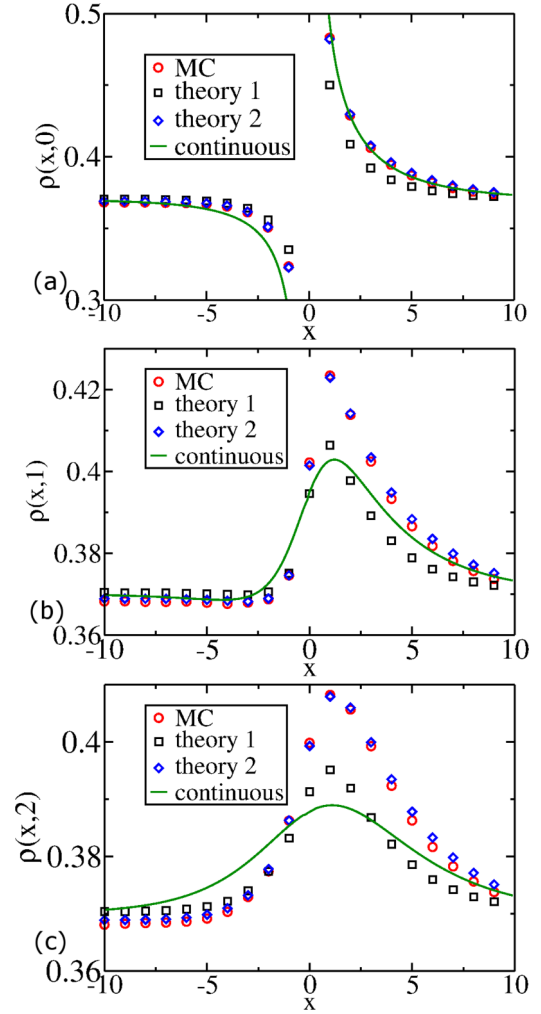 0.5
MC
theory 1
theory 2
continuous
ρ(x,0)
0.4
(a)
0.3
-10 -5 0 5 10
x
0.42
MC
theory 1
theory 2
continuous
ρ(x,1)
0.4
0.38
(b)
0.36
-10 -5 0 5 10
x
MC
theory 1
theory 2
continuous
0.4
ρ(x,2)
0.38
(c)
0.36
-10 -5 0 5 10
x